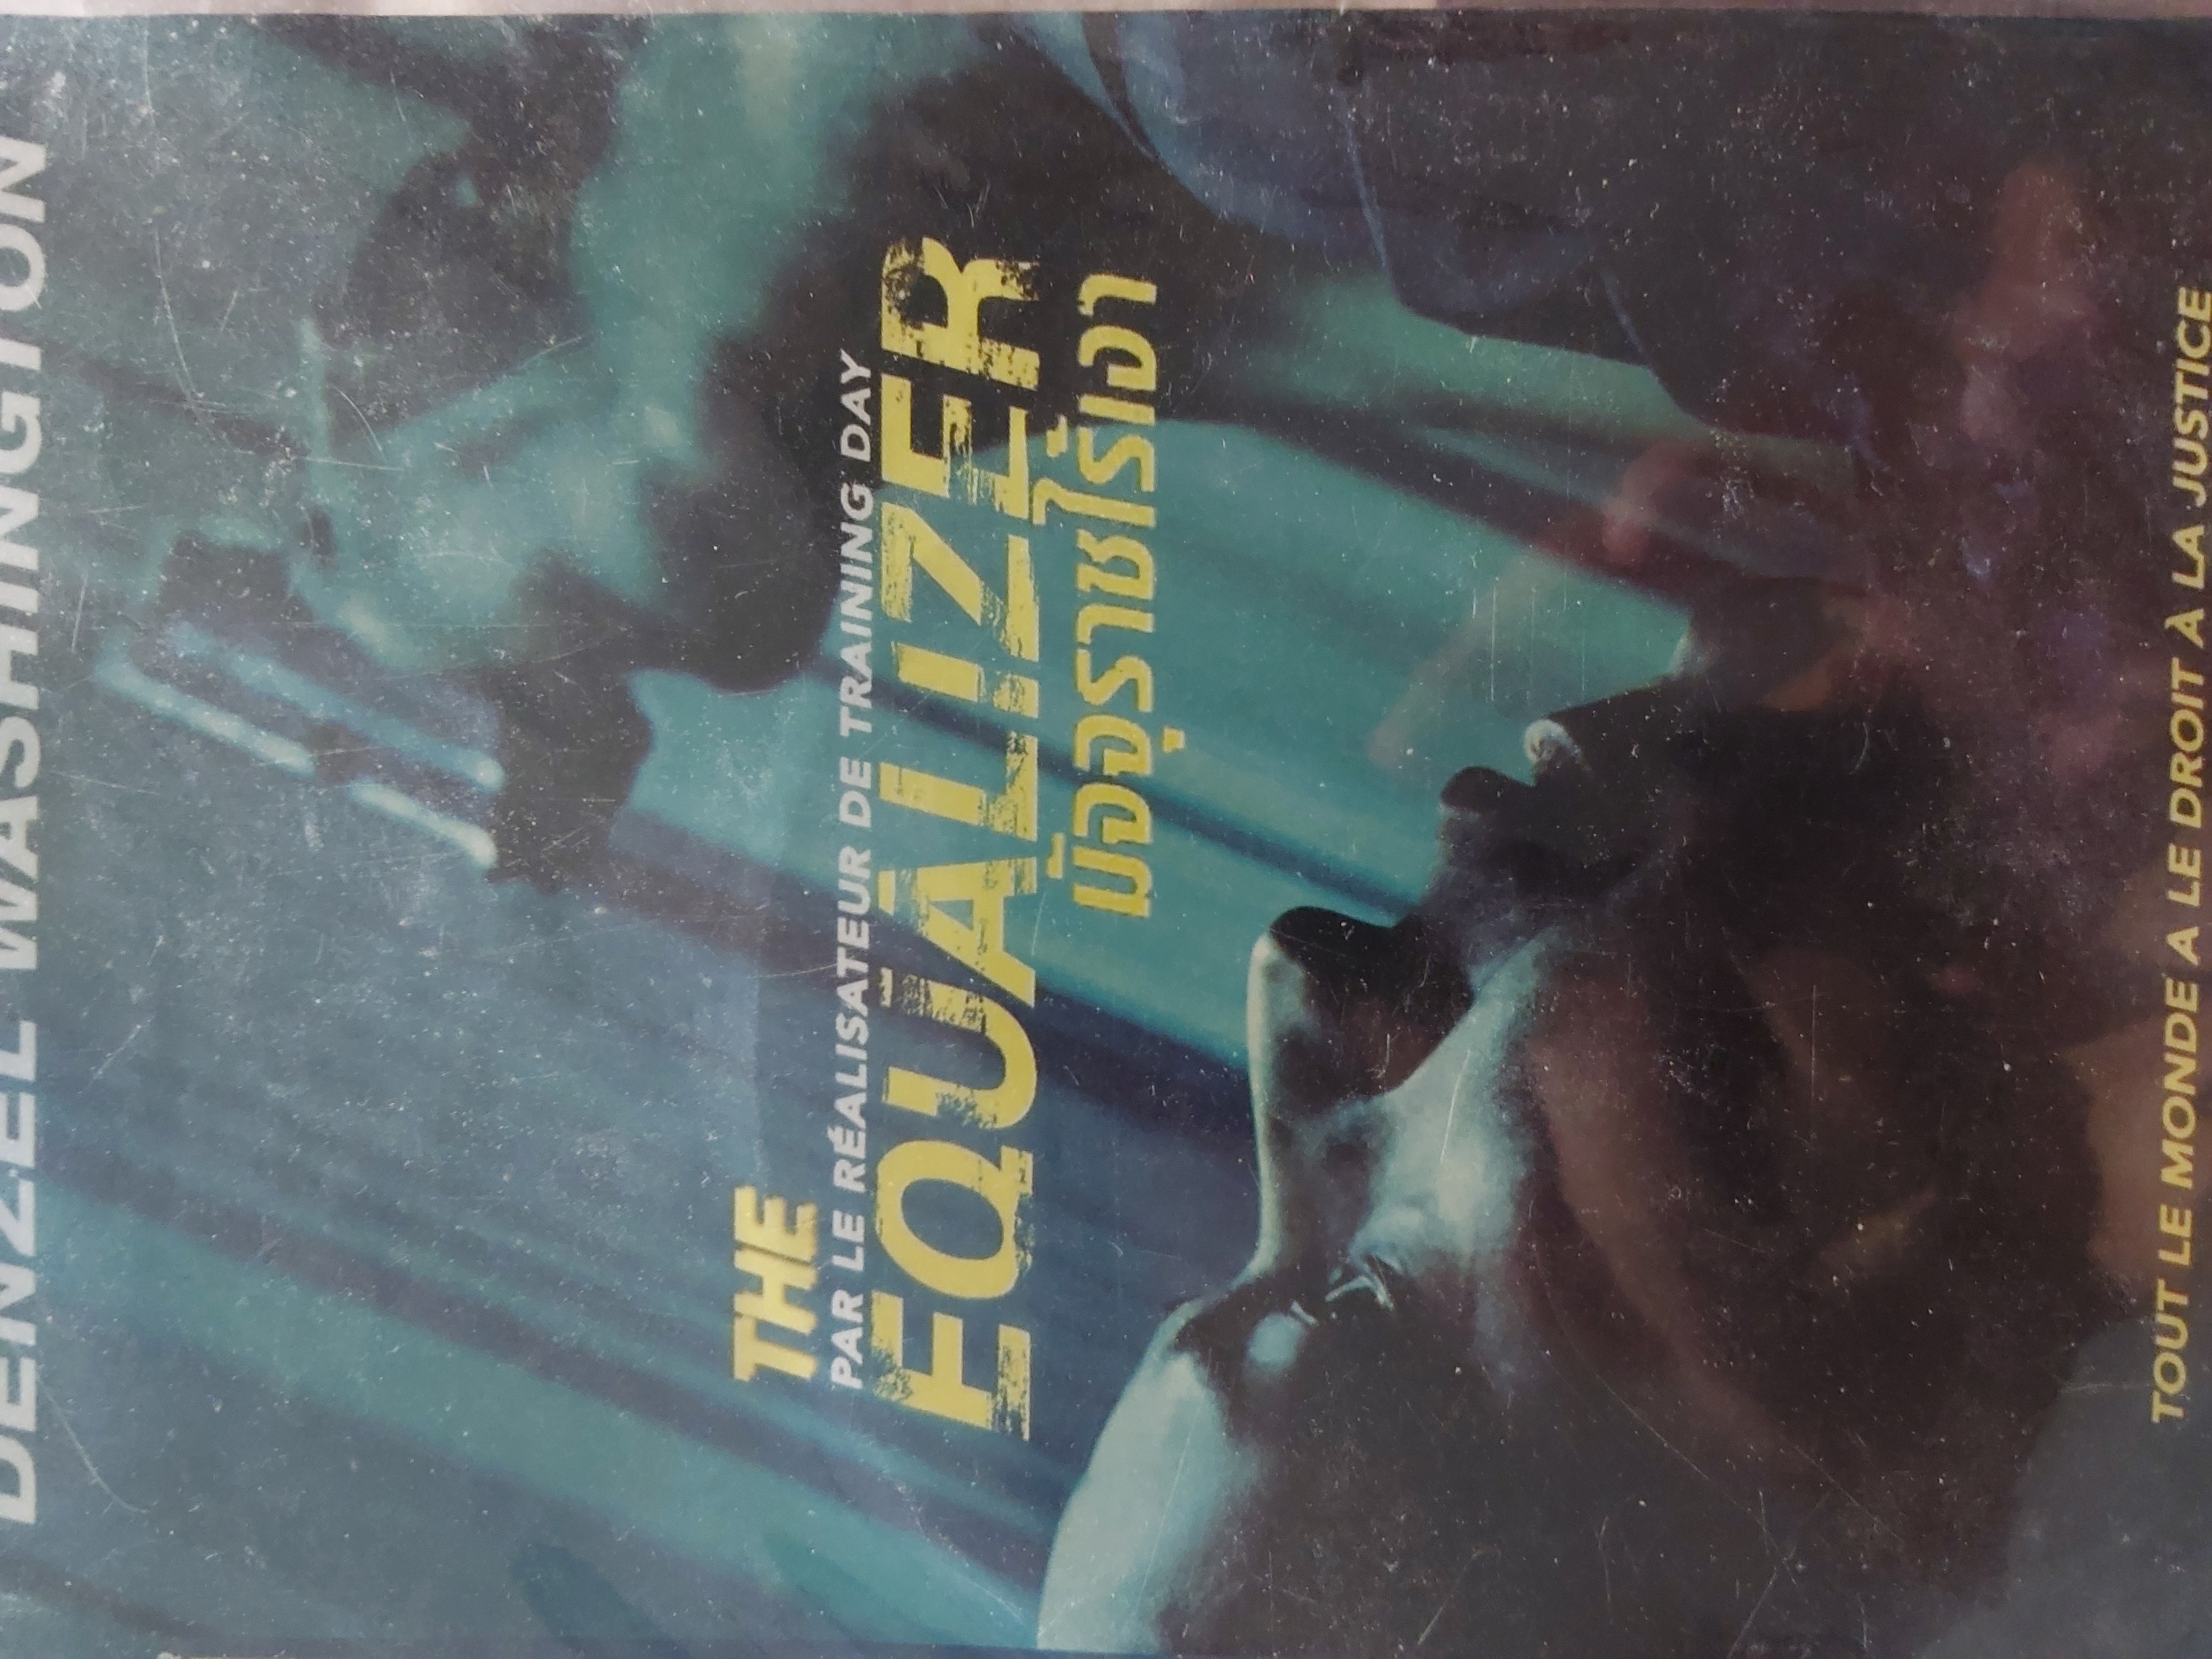 DENZEL WASHINGTON
THE
PAR LE RÉALISATEUR DE TRAINING DAY
EQUALIZER
มัจจุราชไร้เงา
TOUT LE MONDE A LE DROIT À LA JUSTICE